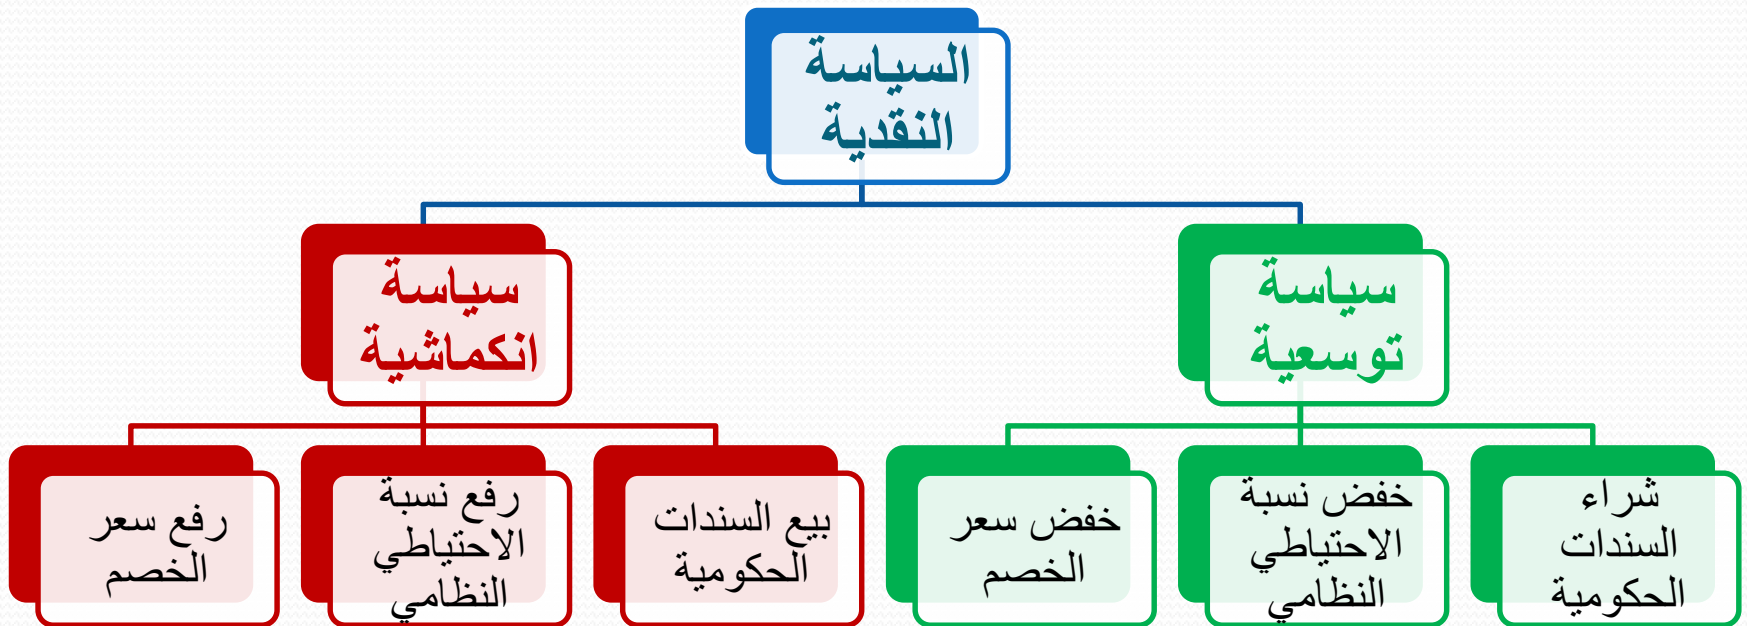 السياسة
النقدية
سياسة
توسعية
سياسة
انكماشية
شراء
السندات
الحكومية
خفض نسبة
الاحتياطي
النظامي
خفض سعر
الخصم
بيع السندات
الحكومية
رفع نسبة
الاحتياطي
النظامي
رفع سعر
الخصم